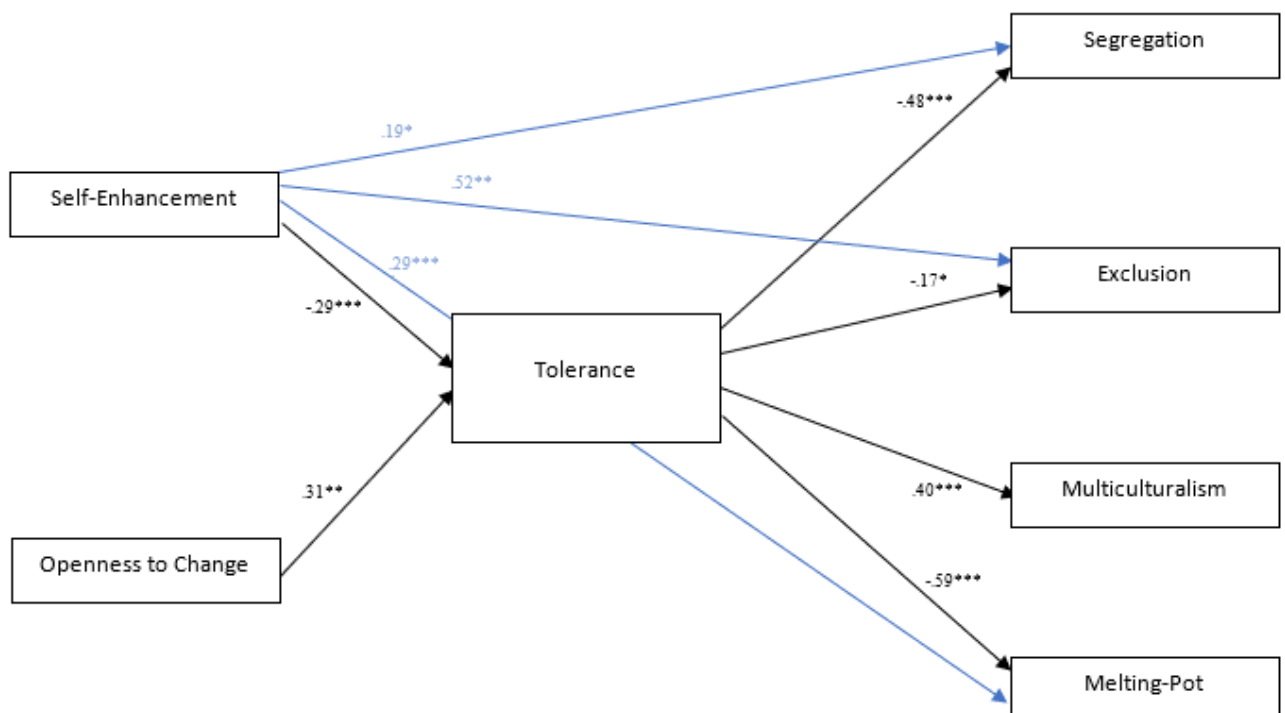 Segregation
-.48***
.19*
Self-Enhancement
.52**
.29***
Exclusion
-.17*
-.29***
Tolerance
.31**
.40***
Multiculturalism
Openness to Change
-.59***
Melting-Pot